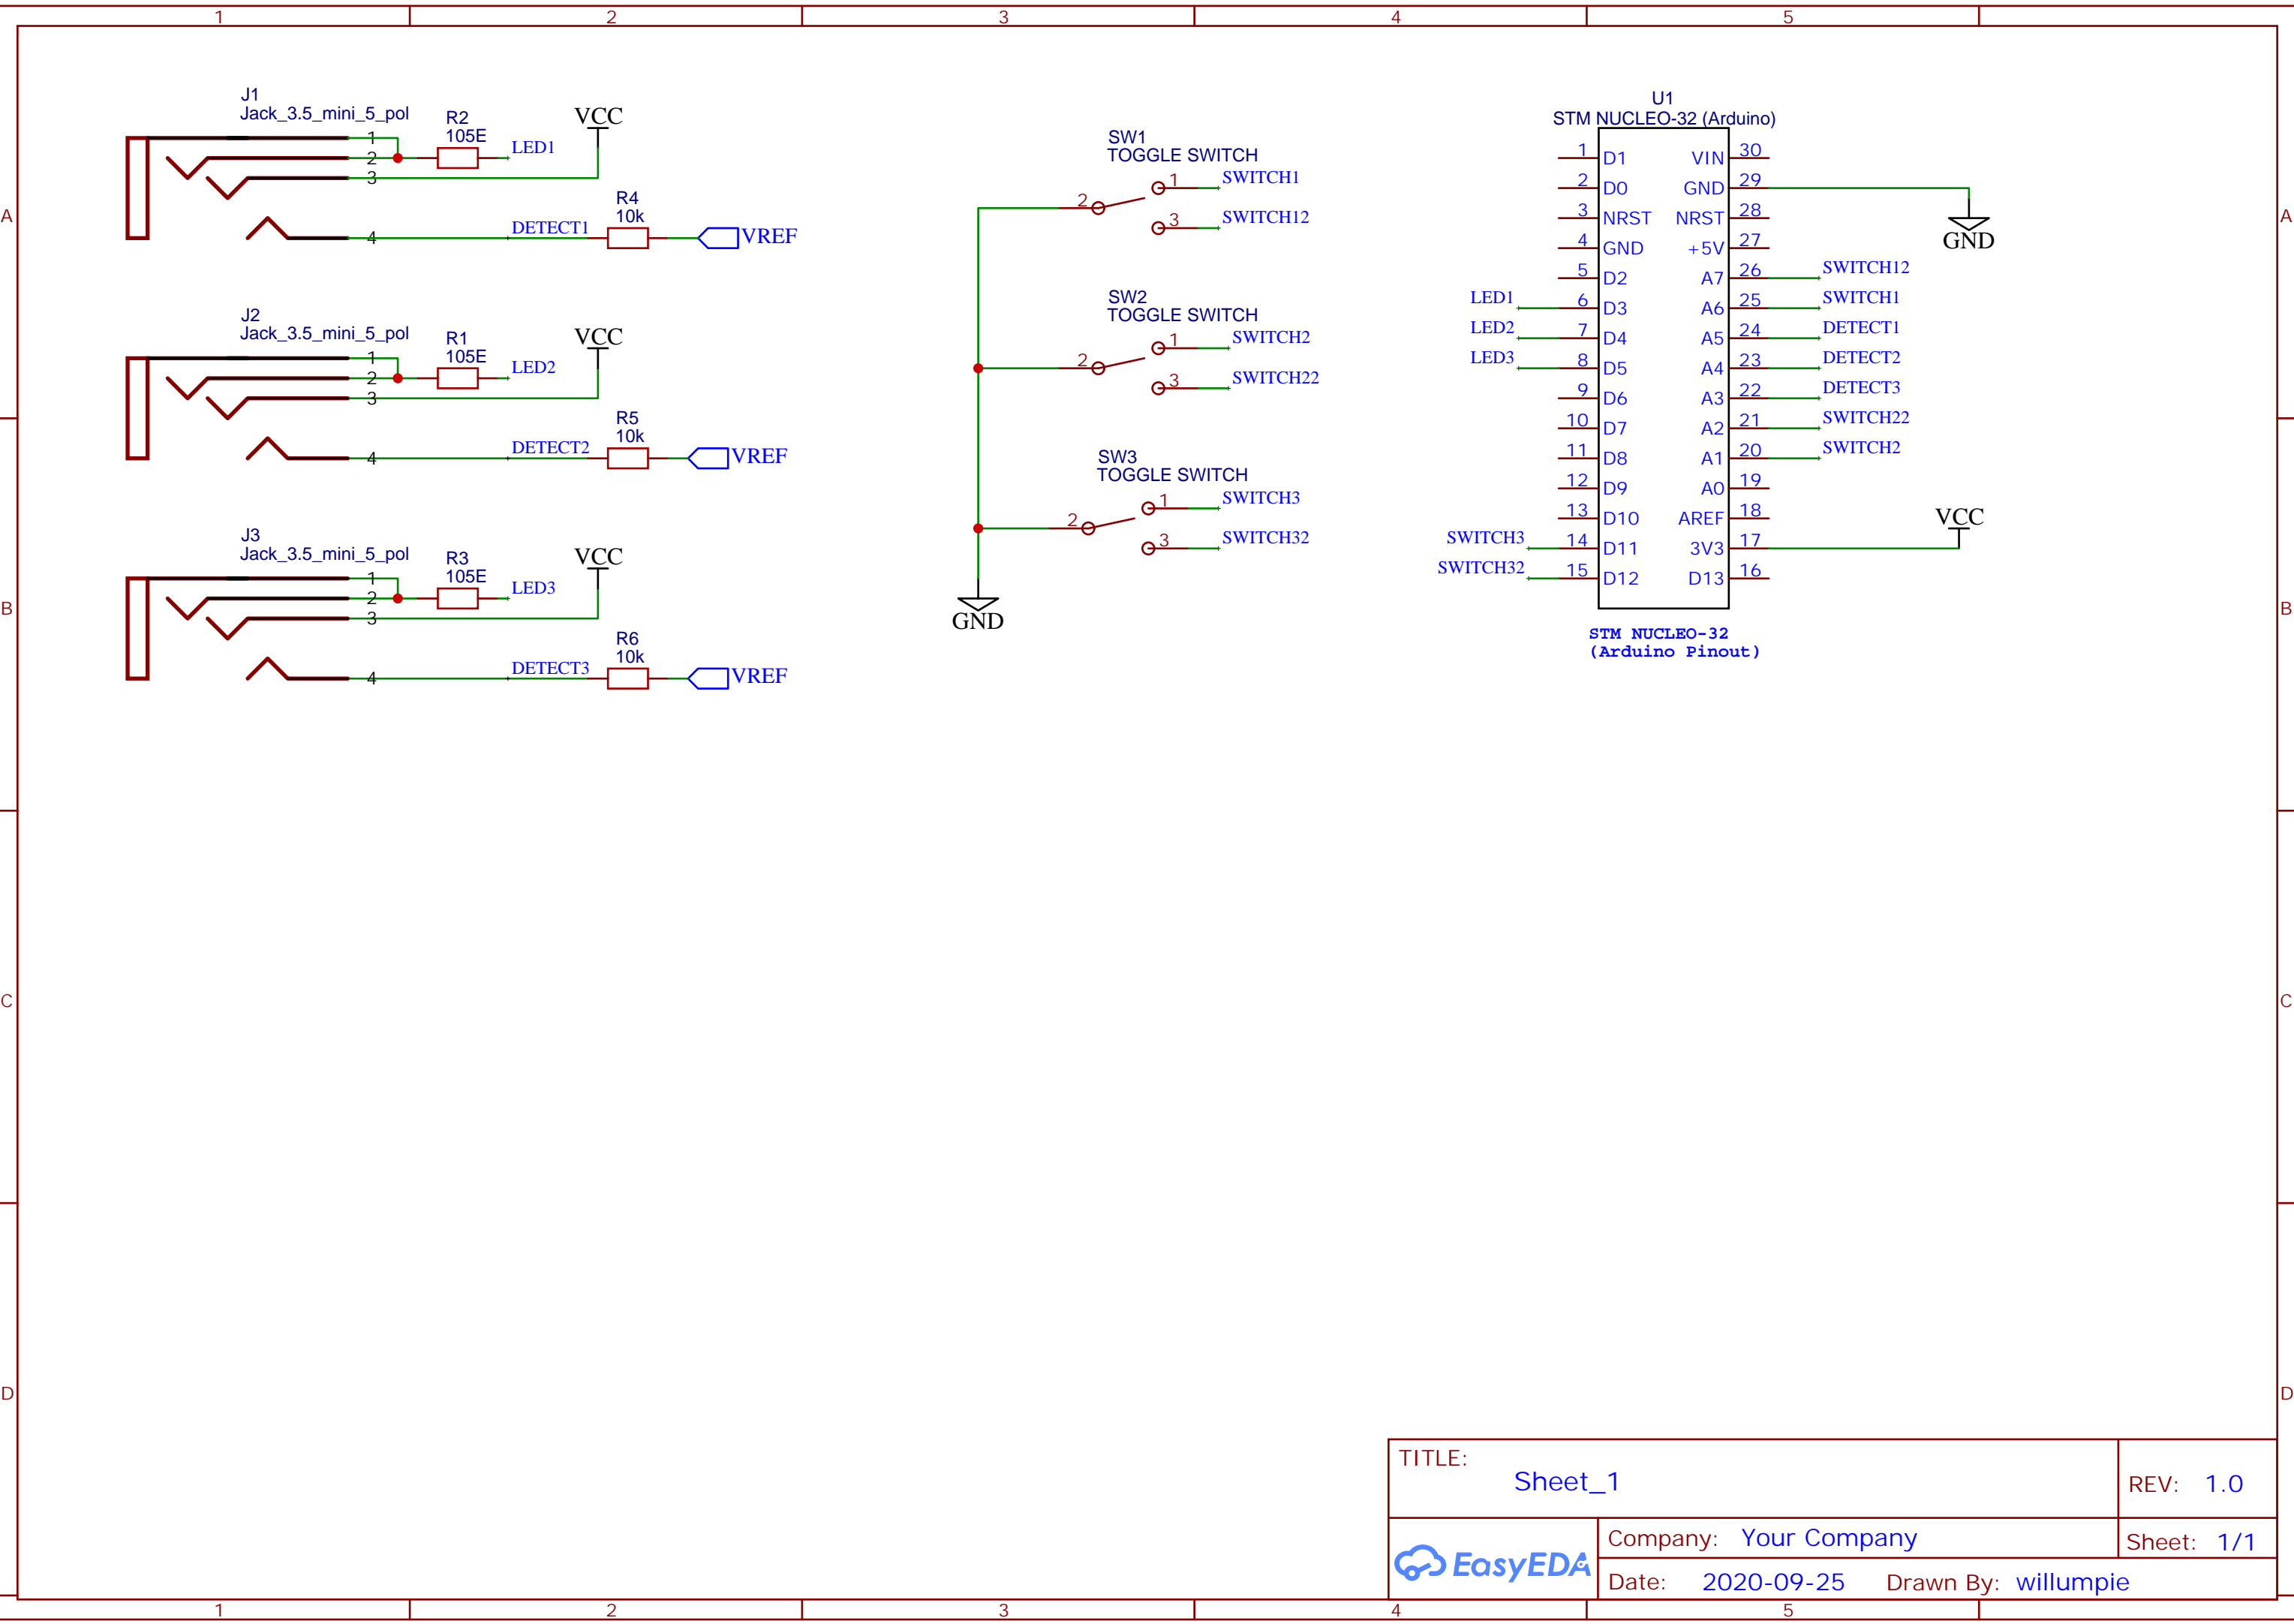 1 2 3 4 5
A A
B B
C C
D D
J1
Jack_3.5_mini_5_pol
1
2
3
4
R2
105E
LED1
VCC
R4
10k
DETECT1
VREF
J2
Jack_3.5_mini_5_pol
1
2
3
4
R1
105E
LED2
VCC
R5
10k
DETECT2
VREF
J3
Jack_3.5_mini_5_pol
1
2
3
4
R3
105E
LED3
VCC
R6
10k
DETECT3
VREF
SW1
TOGGLE SWITCH
2
1 SWITCH1
3 SWITCH12
SW2
TOGGLE SWITCH
2
1 SWITCH2
3 SWITCH22
SW3
TOGGLE SWITCH
2
1 SWITCH3
3 SWITCH32
GND
U1
STM NUCLEO-32 (Arduino)
1 D1 VIN 30
2 D0 GND 29
3 NRST NRST 28
GND
4 GND +5V 27
5 D2 A7 26 SWITCH12
LED1 6 D3 A6 25 SWITCH1
LED2 7 D4 A5 24 DETECT1
LED3 8 D5 A4 23 DETECT2
9 D6 A3 22 DETECT3
10 D7 A2 21 SWITCH22
11 D8 A1 20 SWITCH2
12 D9 A0 19
13 D10 AREF 18
VCC
SWITCH3 14 D11 3V3 17
SWITCH32 15 D12 D13 16
STM NUCLEO-32
(Arduino Pinout)
TITLE:
Sheet_1
REV: 1.0
EasyEDA
Company: Your Company
Sheet: 1/1
Date: 2020-09-25 Drawn By: willumpie
1 2 3 4 5